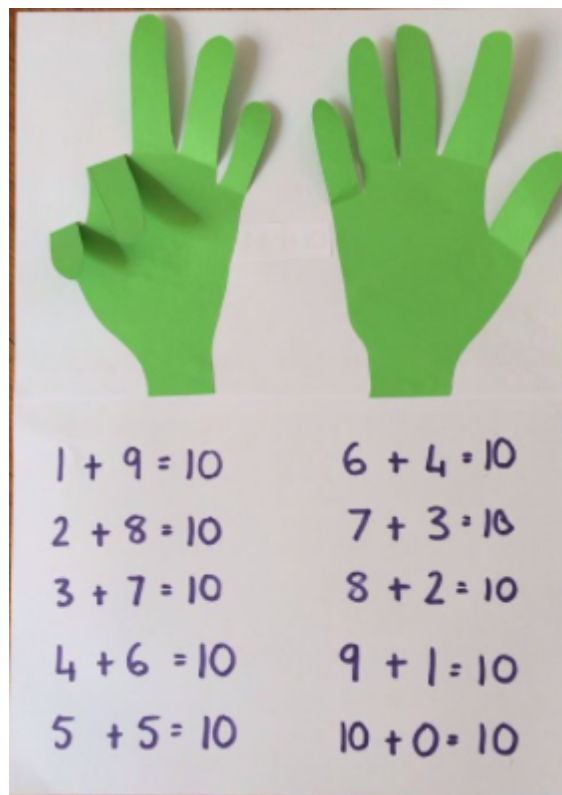 1 + 9 = 10
2 + 8 = 10
3 + 7 = 10
4 + 6 = 10
5 + 5 = 10
6 + 4 = 10
7 + 3 = 10
8 + 2 = 10
9 + 1 = 10
10 + 0 = 10